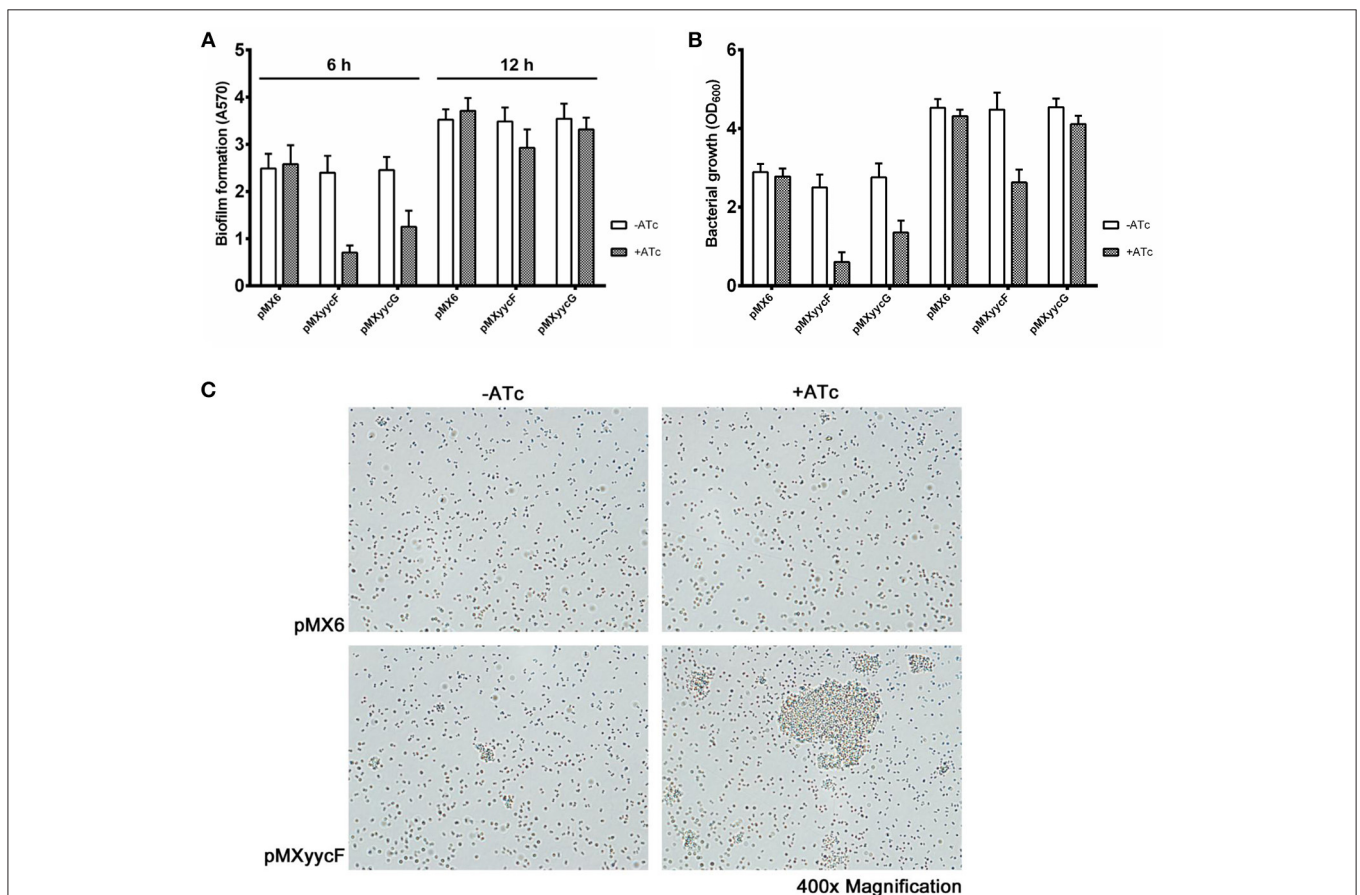 A
Biofilm formation (A570)
5
4
3
2
1
0
6 h
12 h
pMX6
pMXyycF
pMXyycG
pMX6
pMXyycF
pMXyycG
-ATc
+ATc
B
Bacterial growth (OD600)
6
4
2
0
pMX6
pMXyycF
pMXyycG
pMX6
pMXyycF
pMXyycG
-ATc
+ATc
C
-ATc
+ATc
pMX6
pMXyycF
400x Magnification